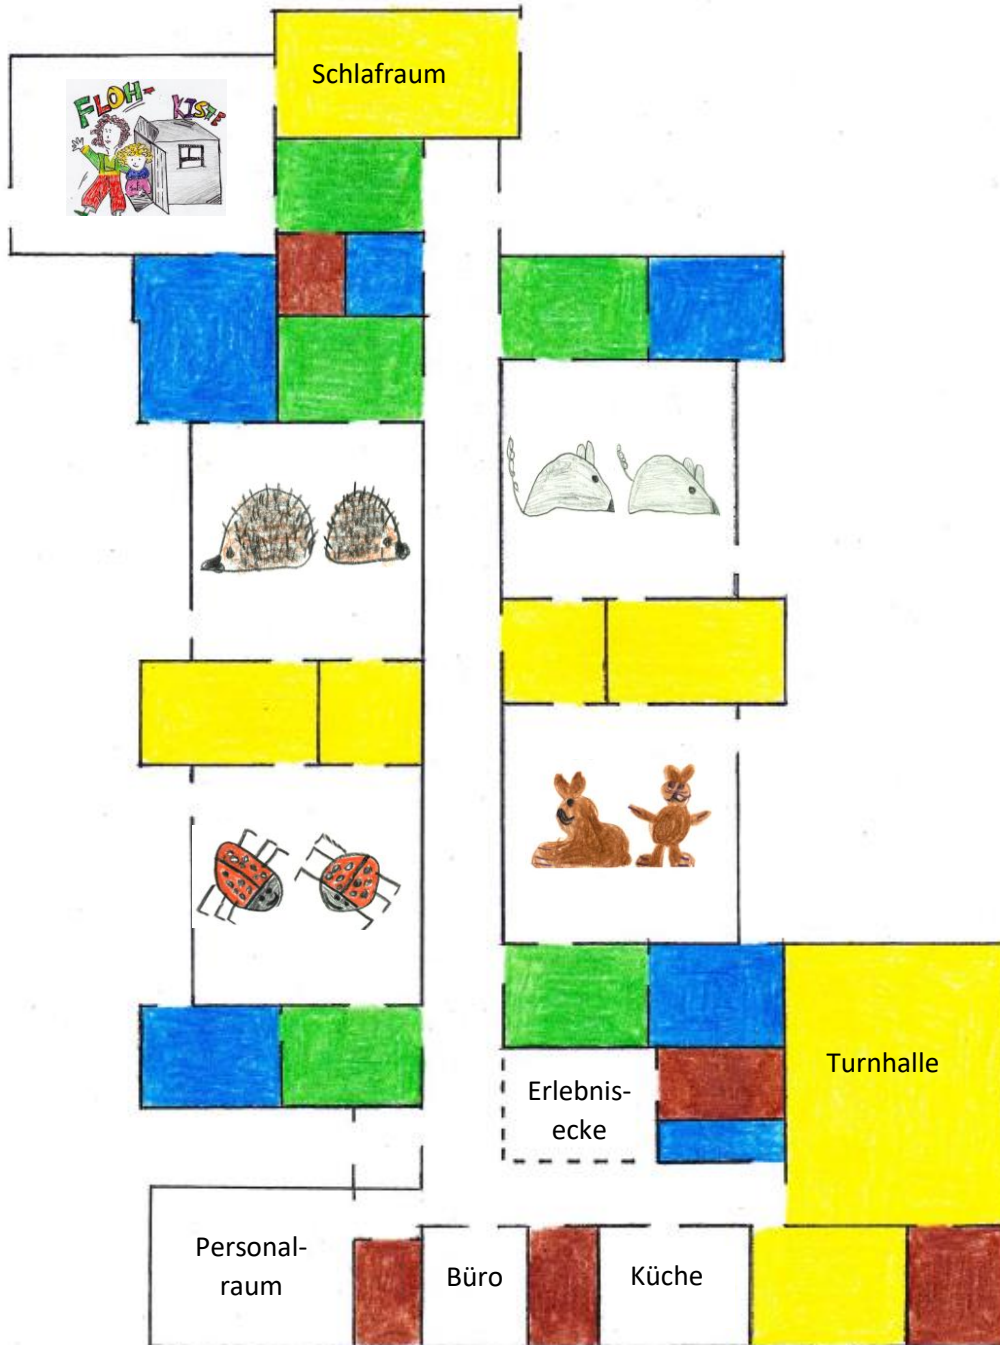 Schlafraum
FLOH-
KISTE
Turnhalle
Erlebnis-
ecke
Personal-
raum
Büro
Küche